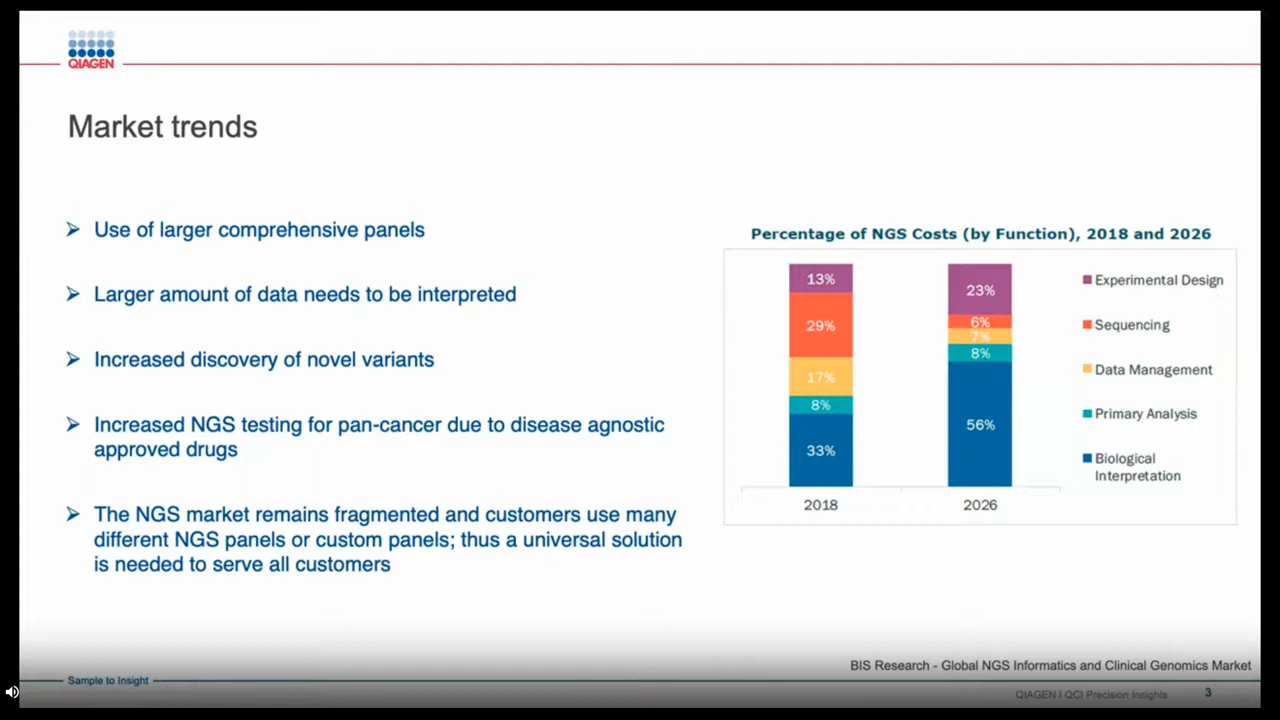 QIAGEN
Market trends
Use of larger comprehensive panels
Larger amount of data needs to be interpreted
Increased discovery of novel variants
Increased NGS testing for pan-cancer due to disease agnostic
approved drugs
The NGS market remains fragmented and customers use many
different NGS panels or custom panels; thus a universal solution
is needed to serve all customers
Percentage of NGS Costs (by Function), 2018 and 2026
13%
29%
17%
8%
33%
23%
6%
7%
8%
56%
2018
2026
Experimental Design
Sequencing
Data Management
Primary Analysis
Biological
Interpretation
BIS Research - Global NGS Informatics and Clinical Genomics Market
Sample to Insight
QIAGEN I QCI Precision Insights
3